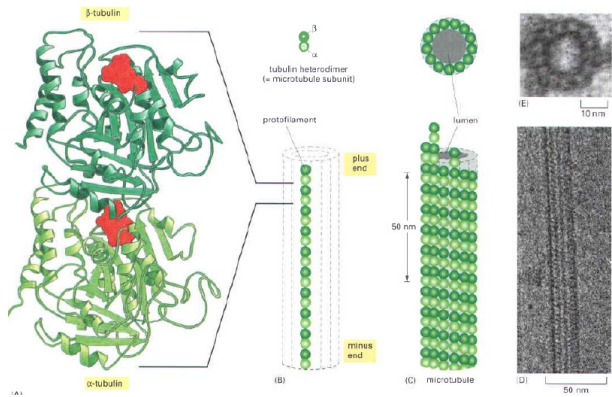 β-tubulin
α-tubulin
(A)
β
α
tubulin heterodimer
(= microtubule subunit)
protofilament
plus
end
minus
end
(B)
lumen
50 nm
(C)
microtubule
(E)
10 nm
(D)
50 nm